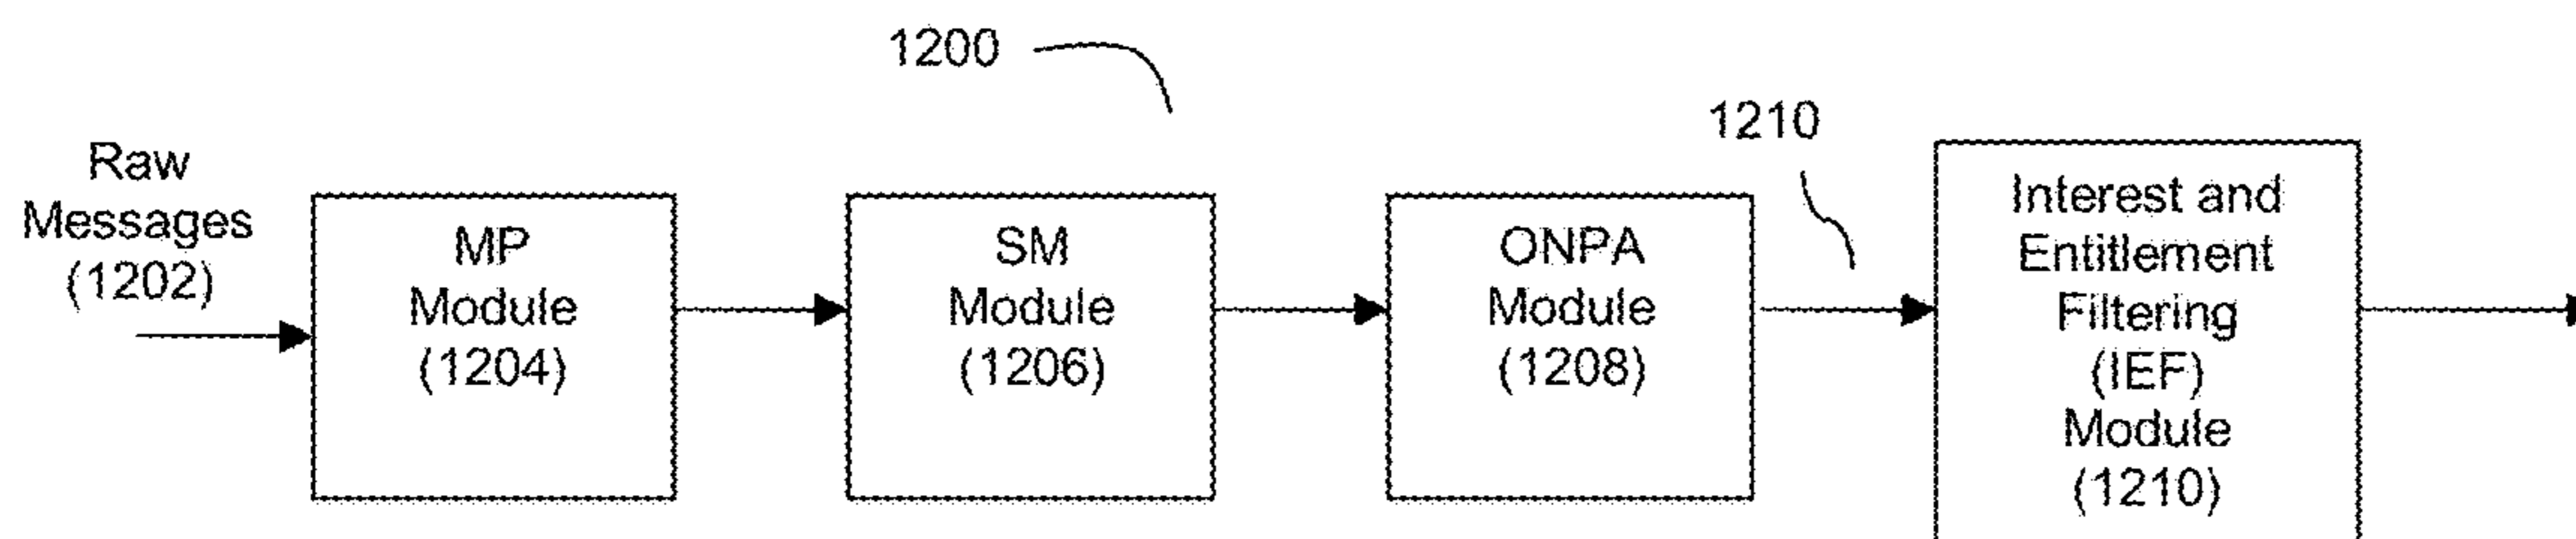 1200
1210
Raw
Messages
(1202)
MP
Module
(1204)
SM
Module
(1206)
ONPA
Module
(1208)
Interest and
Entitlement
Filtering
(IEF)
Module
(1210)